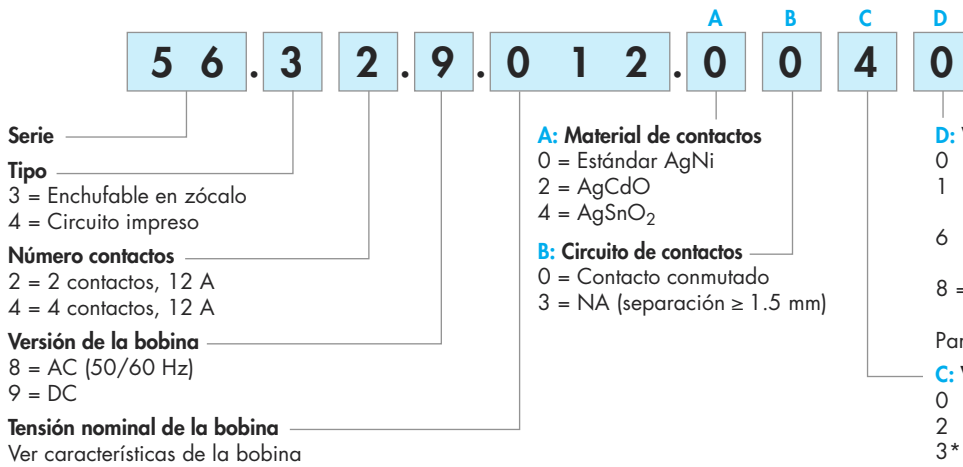 A B C D
5 6 . 3 2 . 9 . 0 1 2 . 0 0 4 0
Serie
Tipo
3 = Enchufable en zócalo
4 = Circuito impreso
Número contactos
2 = 2 contactos, 12 A
4 = 4 contactos, 12 A
Versión de la bobina
8 = AC (50/60 Hz)
9 = DC
Tensión nominal de la bobina
Ver características de la bobina
A: Material de contactos
0 = Estándar AgNi
2 = AgCdO
4 = AgSnO₂
B: Circuito de contactos
0 = Contacto conmutado
3 = NA (separación ≥ 1.5 mm)
D:
0
1
6
8 =
C:
0
2
3*